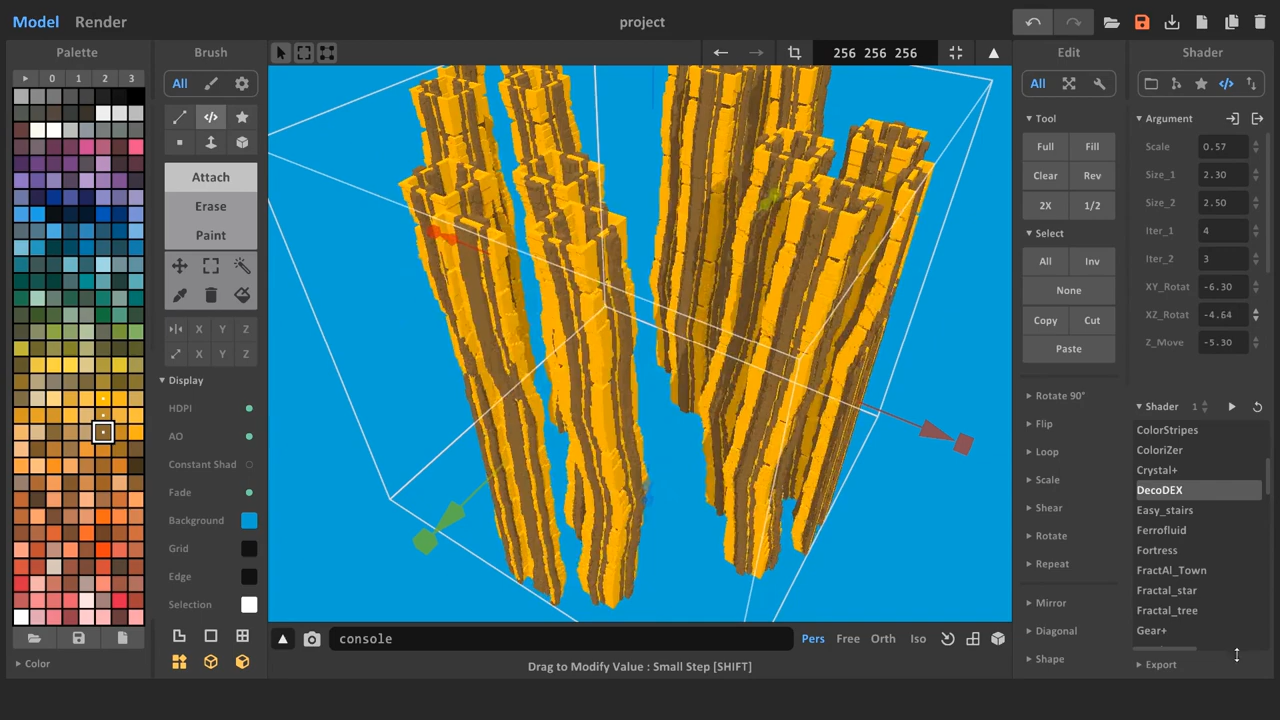 Model Render project
Palette Brush 256 256 256 Edit Shader
0 1 2 3 All All
Tool Argument
Full Fill Scale 0.57
Attach Clear Rev Size_1 2.30
Erase 2X 1/2 Size_2 2.50
Paint Select Iter_1 4
All Inv Iter_2 3
None XY_Rotat -6.30
X Y Z Copy Cut XZ_Rotat -4.64
X Y Z Paste Z_Move -5.30
Display
HDPI Rotate 90° Shader 1
AO Flip ColorStripes
Constant Shad Loop ColoriZer
Fade Scale Crystal+
Background Shear DecoDEX
Grid Rotate Easy_stairs
Edge Repeat Ferrofluid
Selection Mirror Fortress
Diagonal FractAl_Town
Shape Fractal_star
Fractal_tree
Gear+
console Pers Free Orth Iso
Color Export
Drag to Modify Value : Small Step [SHIFT]